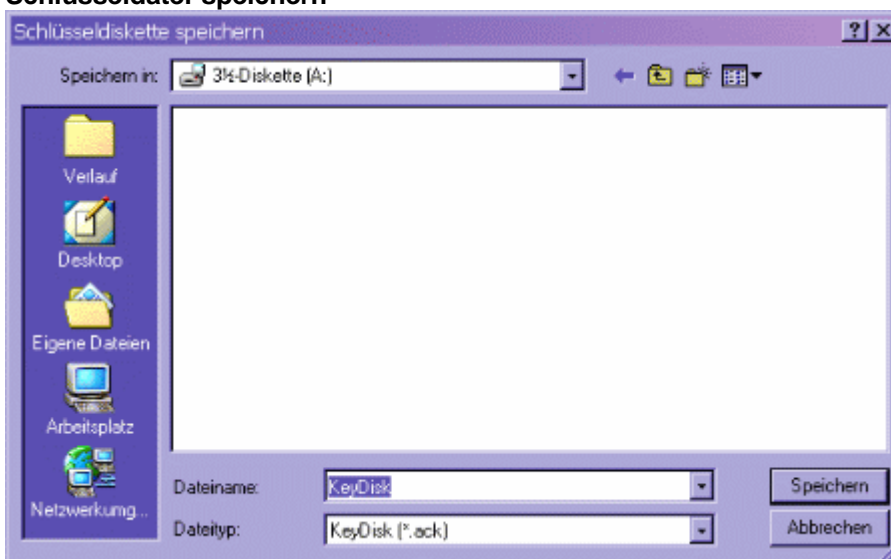 Schlüsseldiskette speichern
Speichern in:
3½-Diskette (A:)
Verlauf
Desktop
Eigene Dateien
Arbeitsplatz
Netzwerkumg...
Dateiname:
KeyDisk
Speichern
Dateityp:
KeyDisk (*.ack)
Abbrechen